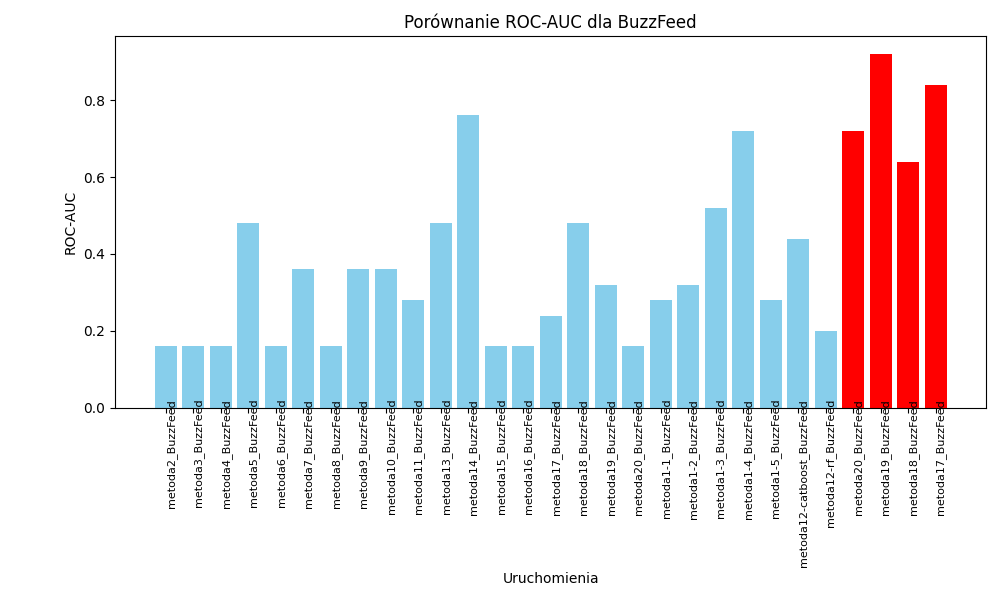 Porównanie ROC-AUC dla BuzzFeed
ROC-AUC
0.8
0.6
0.4
0.2
0.0
metoda2_BuzzFeed
metoda3_BuzzFeed
metoda4_BuzzFeed
metoda5_BuzzFeed
metoda6_BuzzFeed
metoda7_BuzzFeed
metoda8_BuzzFeed
metoda9_BuzzFeed
metoda10_BuzzFeed
metoda11_BuzzFeed
metoda13_BuzzFeed
metoda14_BuzzFeed
metoda15_BuzzFeed
metoda16_BuzzFeed
metoda17_BuzzFeed
metoda18_BuzzFeed
metoda19_BuzzFeed
metoda20_BuzzFeed
metoda1-1_BuzzFeed
metoda1-2_BuzzFeed
metoda1-3_BuzzFeed
metoda1-4_BuzzFeed
metoda1-5_BuzzFeed
metoda12-catboost_BuzzFeed
metoda12-rf_BuzzFeed
metoda20_BuzzFeed
metoda19_BuzzFeed
metoda18_BuzzFeed
metoda17_BuzzFeed
Uruchomienia